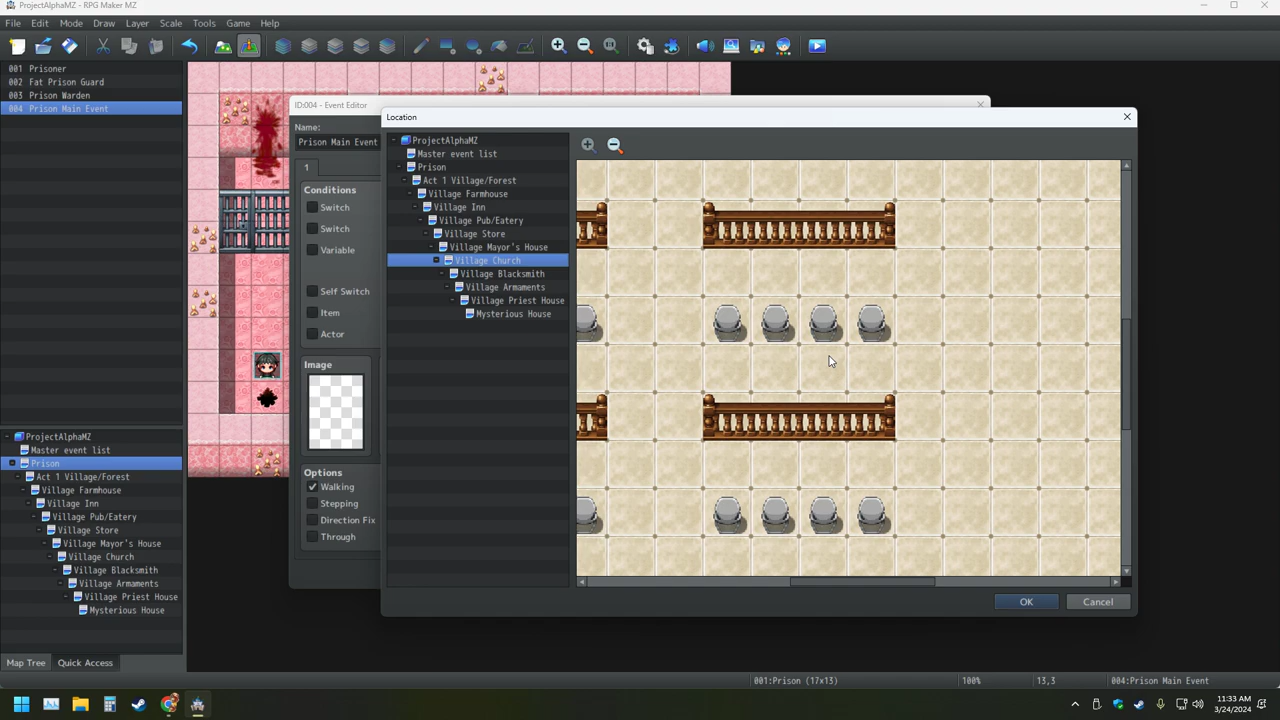 ProjectAlphaMZ - RPG Maker MZ
File Edit Mode Draw Layer Scale Tools Game Help
001 Prisoner
002 Fat Prison Guard
003 Prison Warden
004 Prison Main Event
ID:004 - Event Editor
Name:
Prison Main Event
1
Conditions
Switch
Switch
Variable
Self Switch
Item
Actor
Image
Options
Walking
Stepping
Direction Fix
Through
Location
ProjectAlphaMZ
Master event list
Prison
Act 1 Village/Forest
Village Farmhouse
Village Inn
Village Pub/Eatery
Village Store
Village Mayor's House
Village Church
Village Blacksmith
Village Armaments
Village Priest House
Mysterious House
OK Cancel
ProjectAlphaMZ
Master event list
Prison
Act 1 Village/Forest
Village Farmhouse
Village Inn
Village Pub/Eatery
Village Store
Village Mayor's House
Village Church
Village Blacksmith
Village Armaments
Village Priest House
Mysterious House
Map Tree Quick Access
001:Prison (17x13) 100% 13,3 004:Prison Main Event
11:33 AM
3/24/2024